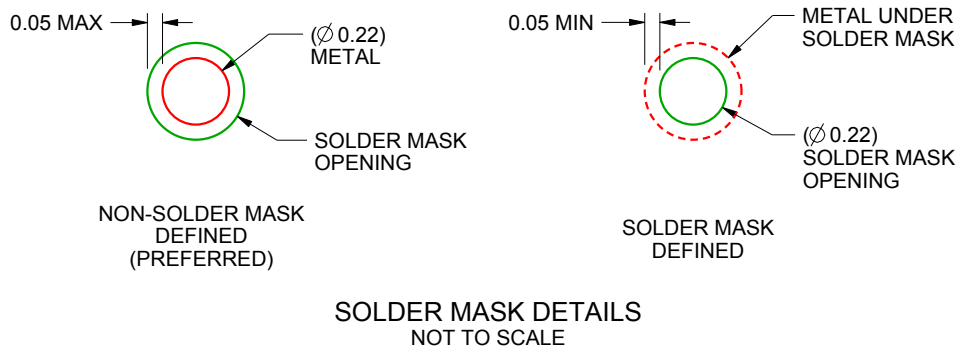 0.05 MAX
(∅ 0.22)
METAL
SOLDER MASK
OPENING
NON-SOLDER MASK
DEFINED
(PREFERRED)
0.05 MIN
METAL UNDER
SOLDER MASK
(∅ 0.22)
SOLDER MASK
OPENING
SOLDER MASK
DEFINED
SOLDER MASK DETAILS
NOT TO SCALE